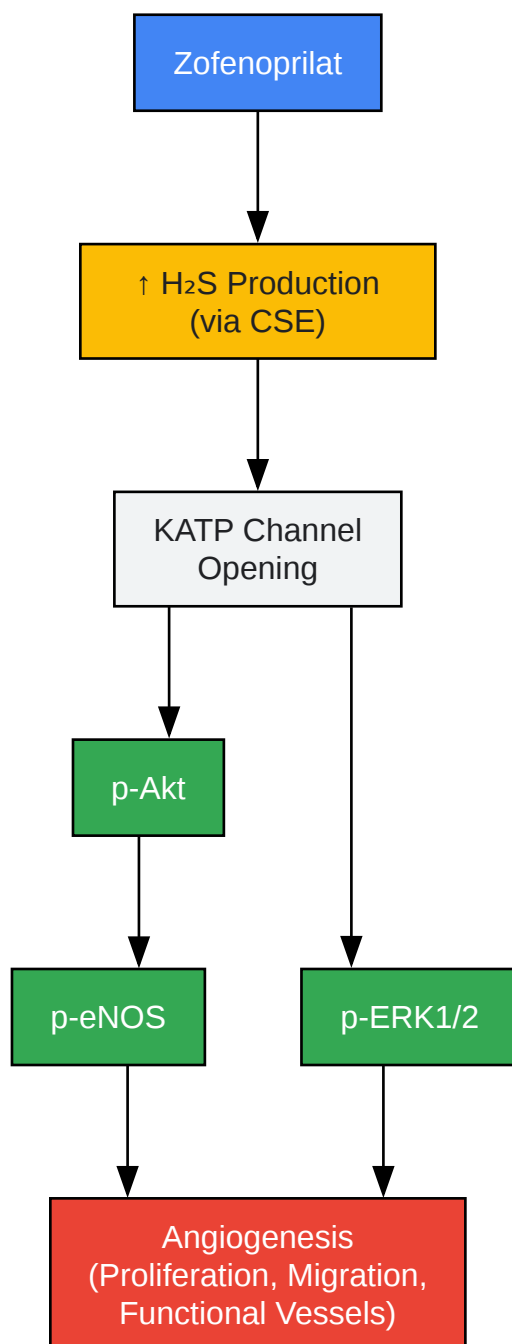 Zofenoprilat
↑ H₂S Production
(via CSE)
KATP Channel
Opening
p-Akt
p-eNOS
p-ERK1/2
Angiogenesis
(Proliferation, Migration,
Functional Vessels)